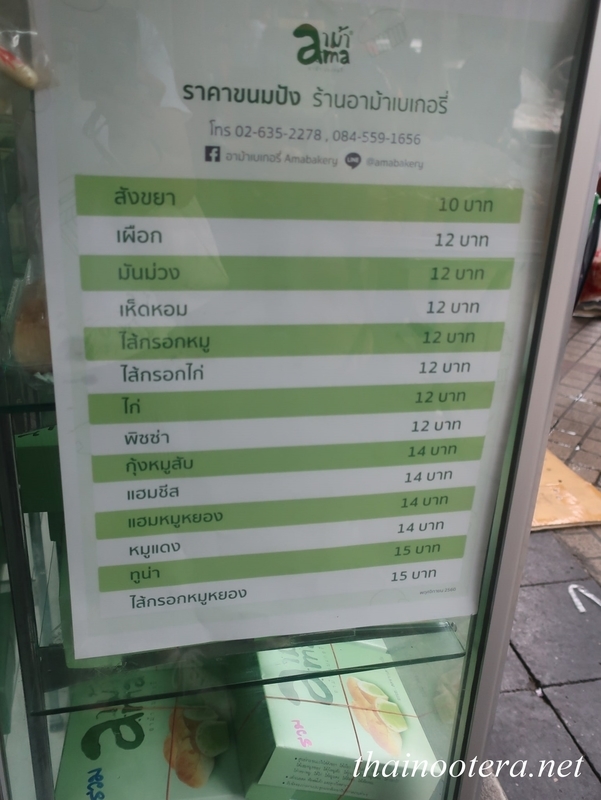 อาม่า
ama
ราคาขนมปัง ร้านอาม้าเบเกอรี่
โทร 02-635-2278 , 084-559-1656
อาม้าเบเกอรี่ Amabakery @amabakery
สังขยา 10 บาท
เผือก 12 บาท
มันม่วง 12 บาท
เห็ดหอม 12 บาท
ไส้กรอกหมู 12 บาท
ไส้กรอกไก่ 12 บาท
ไก่ 12 บาท
พิซซ่า 12 บาท
กุ้งหมูสับ 14 บาท
แฮมชีส 14 บาท
แฮมหมูหยอง 14 บาท
หมูแดง 14 บาท
ทูน่า 15 บาท
ไส้กรอกหมูหยอง 15 บาท
thainootera.net